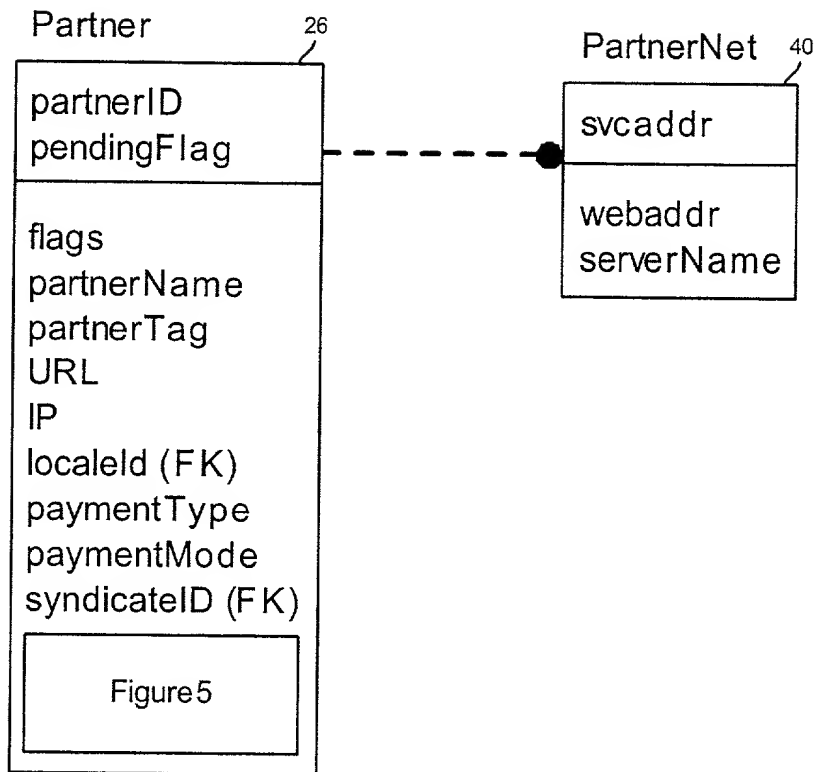 Partner
26
partnerID
pendingFlag
flags
partnerName
partnerTag
URL
IP
localeId (FK)
paymentType
paymentMode
syndicateID (FK)
Figure5
PartnerNet
40
svcaddr
webaddr
serverName